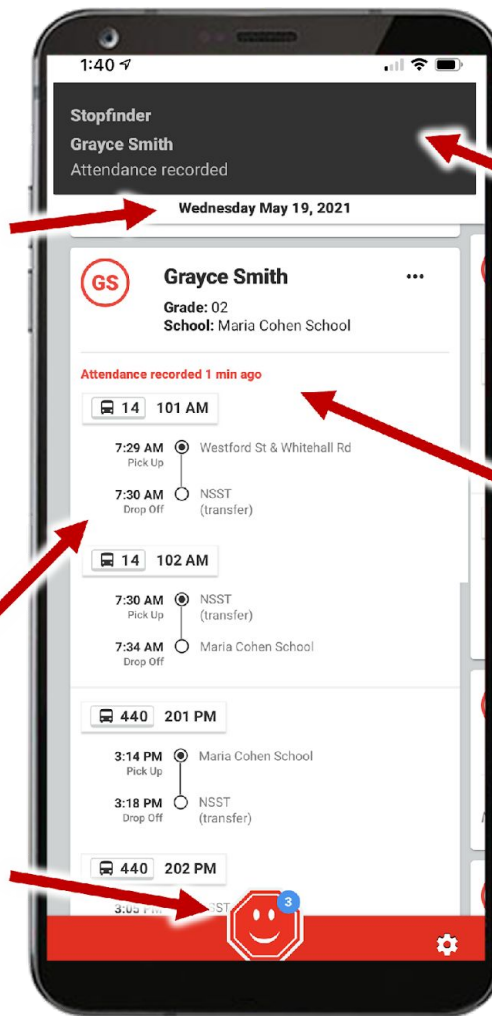 1:40
Stopfinder
Grayce Smith
Attendance recorded
Wednesday May 19, 2021
GS
Grayce Smith
Grade: 02
School: Maria Cohen School
Attendance recorded 1 min ago
14 101 AM
7:29 AM Westford St & Whitehall Rd
Pick Up
7:30 AM NSST
Drop Off (transfer)
14 102 AM
7:30 AM NSST
Pick Up (transfer)
7:34 AM Maria Cohen School
Drop Off
440 201 PM
3:14 PM Maria Cohen School
Pick Up
3:18 PM NSST
Drop Off (transfer)
440 202 PM
3